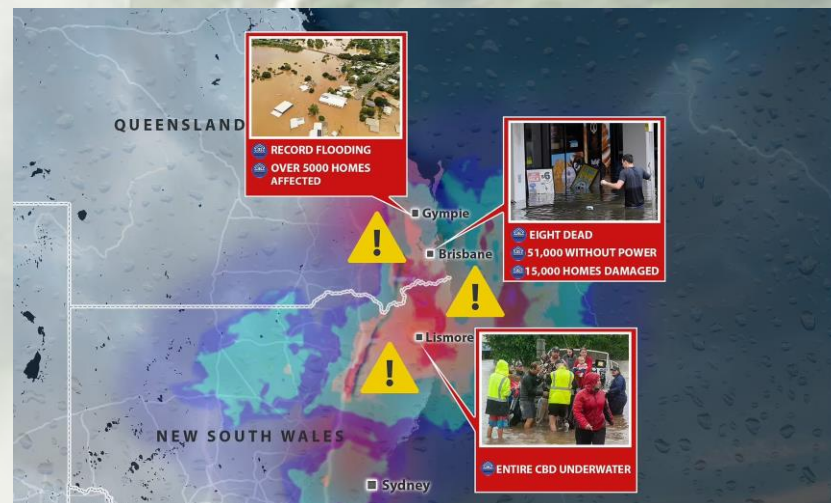 QUEENSLAND
RECORD FLOODING
OVER 5000 HOMES
AFFECTED
Gympie
EIGHT DEAD
51,000 WITHOUT POWER
15,000 HOMES DAMAGED
Brisbane
Lismore
ENTIRE CBD UNDERWATER
NEW SOUTH WALES
Sydney